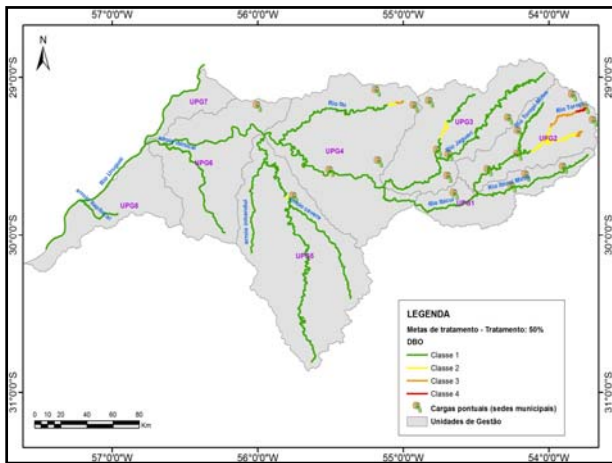 57°0'0"W
56°0'0"W
55°0'0"W
54°0'0"W
N
29°0'0"S
29°0'0"S
UPG7
Rio Itu
UPG3
UPG2
UPG4
Rio Jaguari
UPG6
Rio Uruguai
UPG1
UPG8
30°0'0"S
30°0'0"S
UPG5
LEGENDA
Metas de tratamento - Tratamento: 50%
DBO
Classe 1
Classe 2
Classe 3
Classe 4
Cargas pontuais (sedes municipais)
Unidades de Gestão
31°0'0"S
31°0'0"S
0 10 20 40 60 80
Km
57°0'0"W
56°0'0"W
55°0'0"W
54°0'0"W